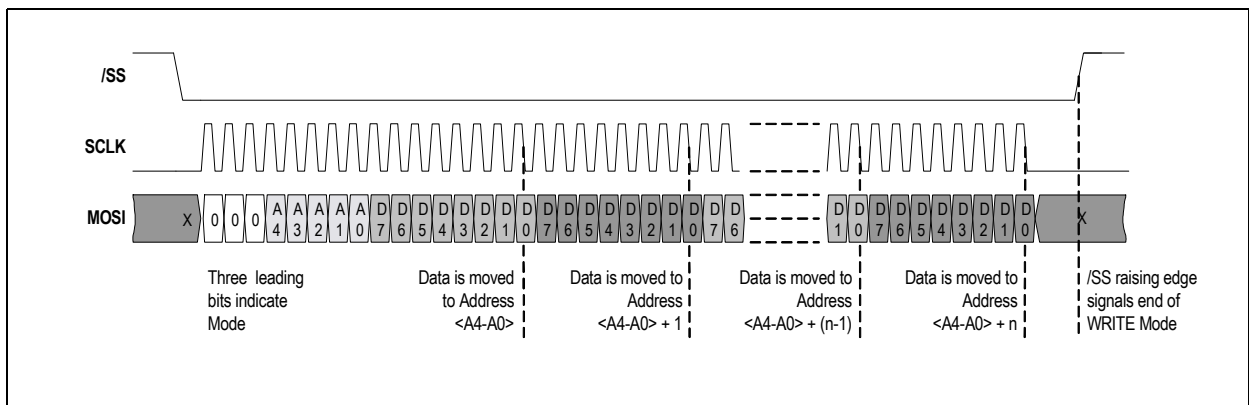 /SS
SCLK
MOSI
X 0 0 0 A4 A3 A2 A1 A0 D7 D6 D5 D4 D3 D2 D1 D0 D7 D6 D5 D4 D3 D2 D1 D0 D7 D6 D1 D0 D7 D6 D5 D4 D3 D2 D1 D0 X
Three leading
bits indicate
Mode
Data is moved
to Address
<A4-A0>
Data is moved to
Address
<A4-A0> + 1
Data is moved to
Address
<A4-A0> + (n-1)
Data is moved to
Address
<A4-A0> + n
/SS raising edge
signals end of
WRITE Mode